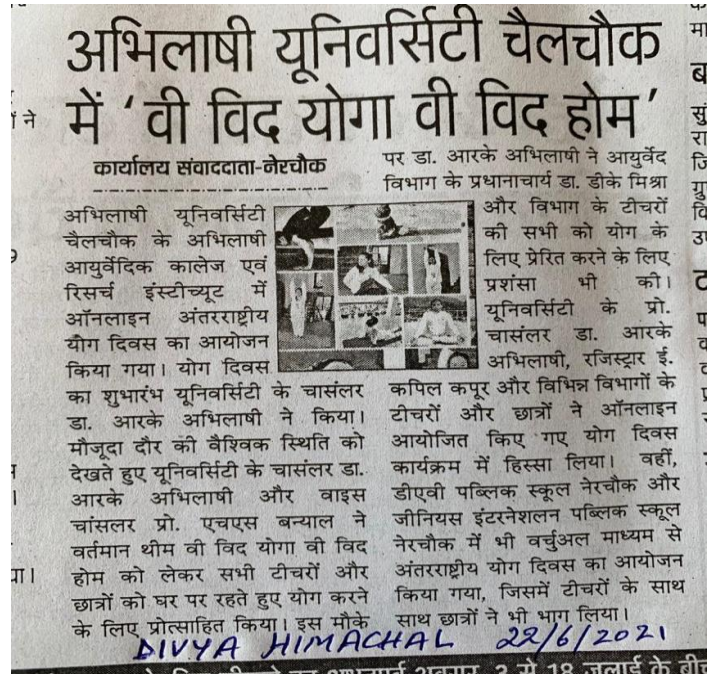 अभिलाषी यूनिवर्सिटी चैलचौक
में ‘वी विद योगा वी विद होम’
कार्यालय संवाददाता-नेरचौक
अभिलाषी यूनिवर्सिटी
चैलचौक के अभिलाषी
आयुर्वेदिक कालेज एवं
रिसर्च इंस्टीच्यूट में
ऑनलाइन अंतरराष्ट्रीय
योग दिवस का आयोजन
किया गया। योग दिवस
का शुभारंभ यूनिवर्सिटी के चासंलर
डा. आरके अभिलाषी ने किया।
मौजूदा दौर की वैश्विक स्थिति को
देखते हुए यूनिवर्सिटी के चासंलर डा.
आरके अभिलाषी और वाइस
चांसलर प्रो. एचएस बन्याल ने
वर्तमान थीम वी विद योगा वी विद
होम को लेकर सभी टीचरों और
छात्रों को घर पर रहते हुए योग करने
के लिए प्रोत्साहित किया। इस मौके
पर डा. आरके अभिलाषी ने आयुर्वेद
विभाग के प्रधानाचार्य डा. डीके मिश्रा
और विभाग के टीचरों
की सभी को योग के
लिए प्रेरित करने के लिए
प्रशंसा भी की।
यूनिवर्सिटी के प्रो.
चासंलर डा. आरके
अभिलाषी, रजिस्ट्रार ई.
कपिल कपूर और विभिन्न विभागों के
टीचरों और छात्रों ने ऑनलाइन
आयोजित किए गए योग दिवस
कार्यक्रम में हिस्सा लिया। वहीं,
डीएवी पब्लिक स्कूल नेरचौक और
जीनियस इंटरनेशलन पब्लिक स्कूल
नेरचौक में भी वर्चुअल माध्यम से
अंतरराष्ट्रीय योग दिवस का आयोजन
किया गया, जिसमें टीचरों के साथ
साथ छात्रों ने भी भाग लिया।
DIVYA HIMACHAL 22/6/2021